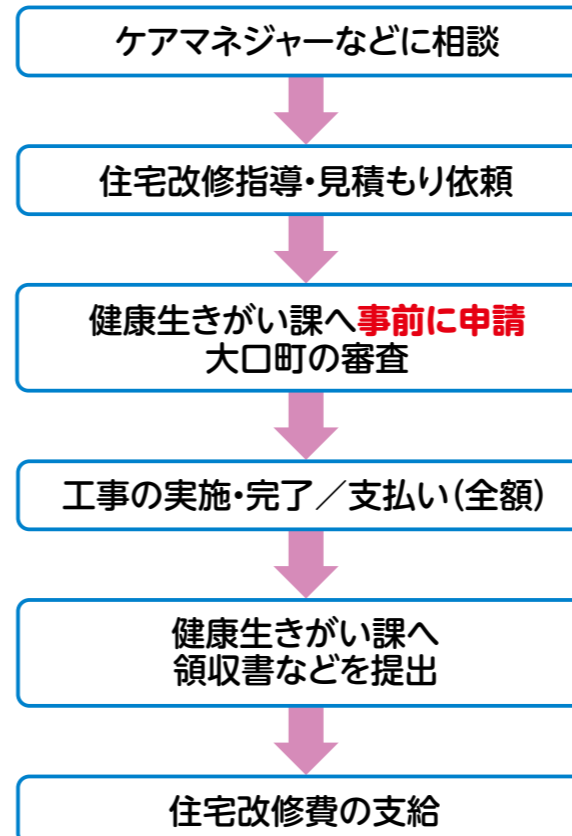 ケアマネジャーなどに相談
住宅改修指導・見積もり依頼
健康生きがい課へ事前に申請
大口町の審査
工事の実施・完了／支払い（全額）
健康生きがい課へ
領収書などを提出
住宅改修費の支給